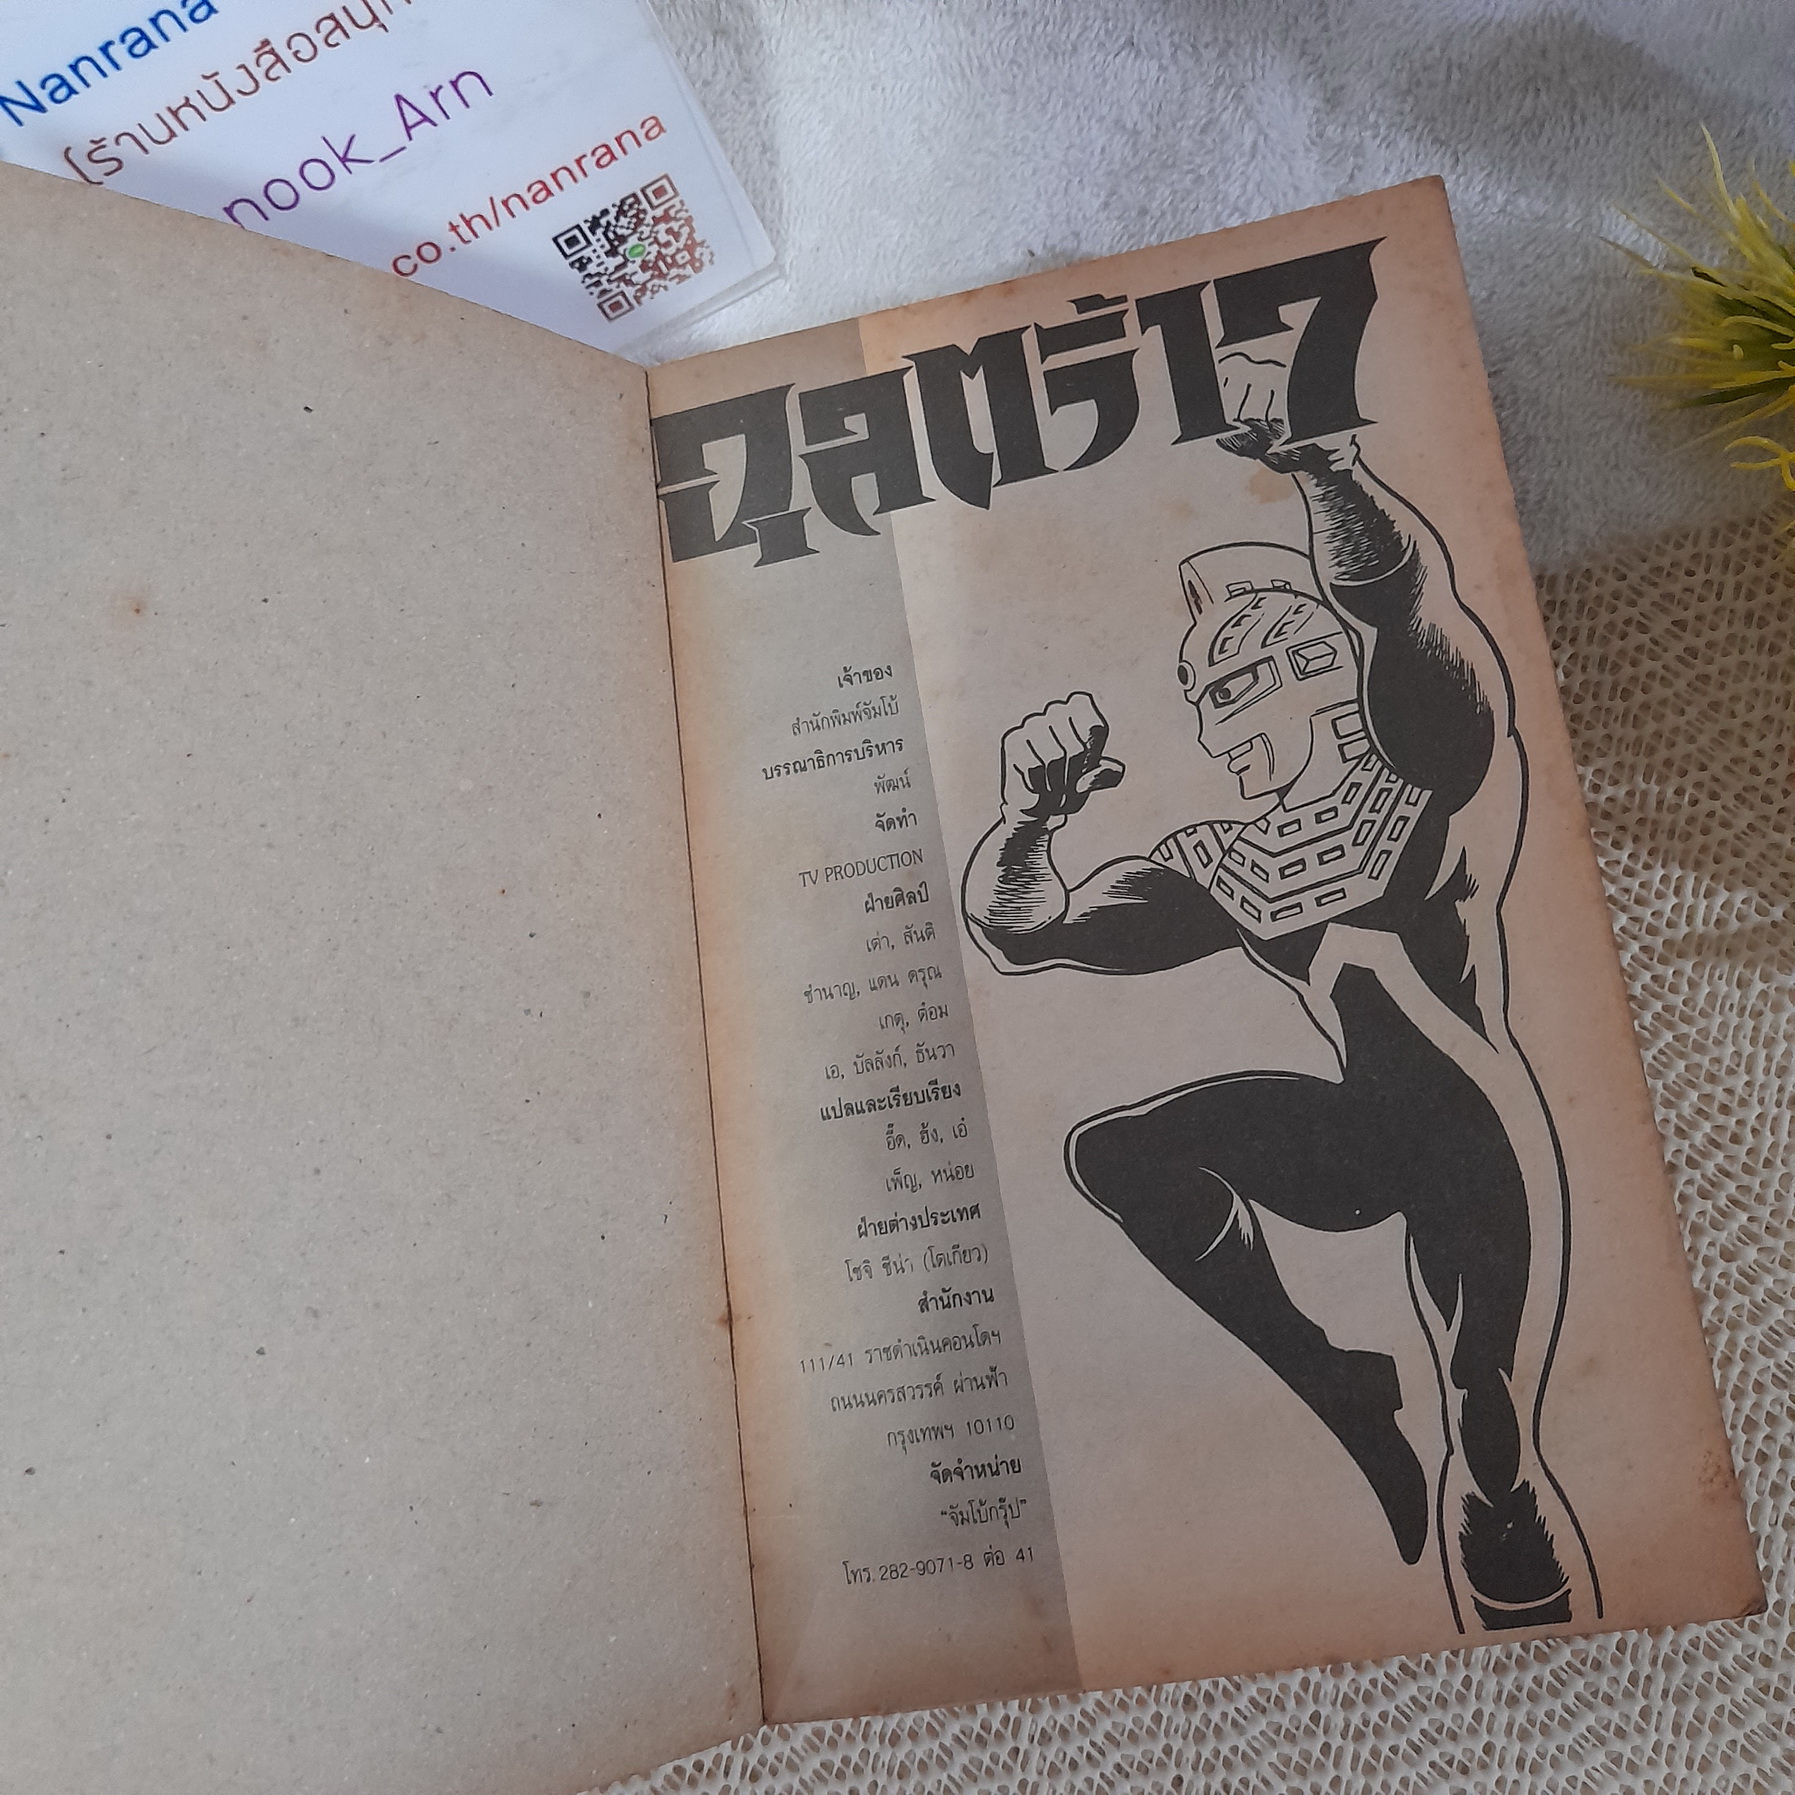 Nanrana
(ร้านหนังสือสนุก
nook_Arn
co.th/nanrana
อุลตร้า7
เจ้าของ
สำนักพิมพ์จัมโบ้
บรรณาธิการบริหาร
พัฒน์
จัดทำ
TV PRODUCTION
ฝ่ายศิลป์
เต่า, สันติ
ชำนาญ, แดน ดรุณ
เกตุ, ต๋อม
เอ, บัลลังก์, ธันวา
แปลและเรียบเรียง
อี๊ด, ฮ้ง, เอ๋
เพ็ญ, หน่อย
ฝ่ายต่างประเทศ
โชจิ ชีน่า (โตเกียว)
สำนักงาน
111/41 ราชดำเนินคอนโดฯ
ถนนนครสวรรค์ ผ่านฟ้า
กรุงเทพฯ 10110
จัดจำหน่าย
“จัมโบ้กรุ๊ป”
โทร. 282-9071-8 ต่อ 41